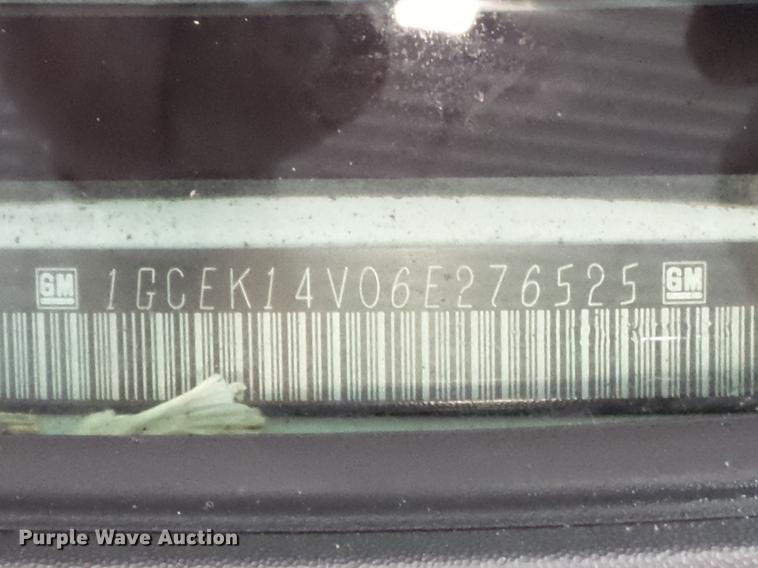 GM 1GCEK14V06E276525 GM
Purple Wave Auction